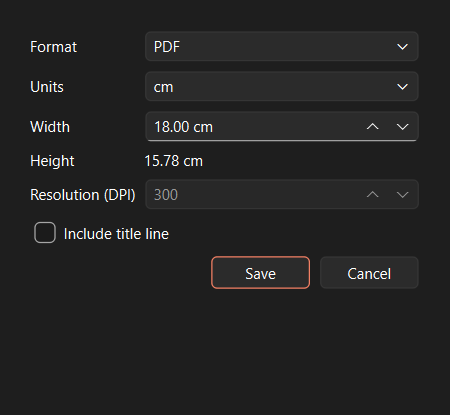 Format PDF
Units cm
Width 18.00 cm
Height 15.78 cm
Resolution (DPI) 300
Include title line
Save Cancel